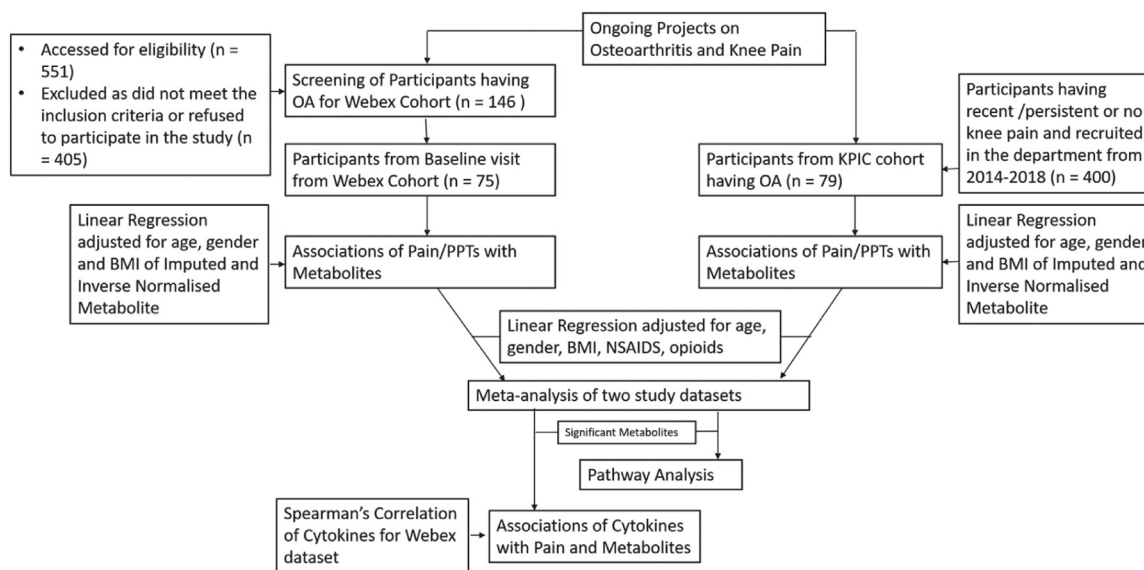 Ongoing Projects on
Osteoarthritis and Knee Pain
• Accessed for eligibility (n =
551)
• Excluded as did not meet the
inclusion criteria or refused
to participate in the study (n
= 405)
Screening of Participants having
OA for Webex Cohort (n = 146 )
Participants having
recent /persistent or no
knee pain and recruited
in the department from
2014-2018 (n = 400)
Participants from Baseline visit
from Webex Cohort (n = 75)
Participants from KPIC cohort
having OA (n = 79)
Linear Regression
adjusted for age, gender
and BMI of Imputed and
Inverse Normalised
Metabolite
Associations of Pain/PPTs with
Metabolites
Associations of Pain/PPTs with
Metabolites
Linear Regression
adjusted for age, gender
and BMI of Imputed and
Inverse Normalised
Metabolite
Linear Regression adjusted for age,
gender, BMI, NSAIDS, opioids
Meta-analysis of two study datasets
Significant Metabolites
Pathway Analysis
Spearman's Correlation
of Cytokines for Webex
dataset
Associations of Cytokines
with Pain and Metabolites